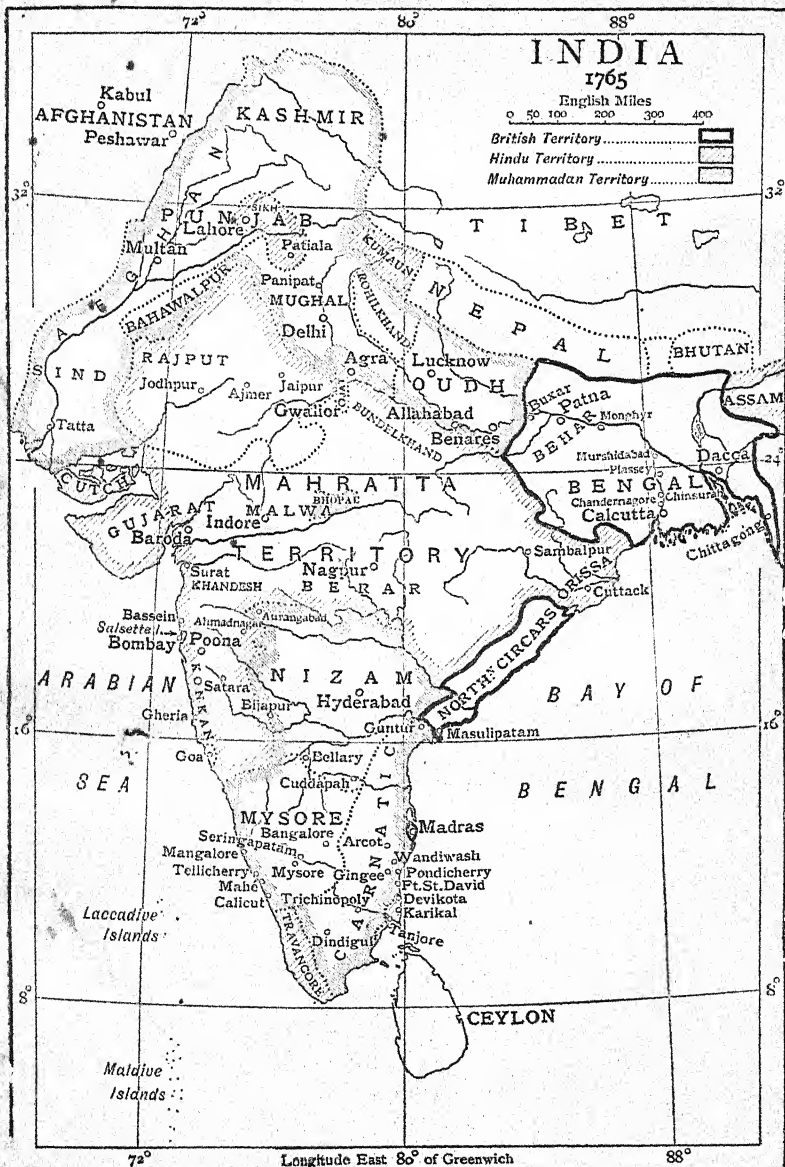 72° 80° 88°
INDIA
1765
English Miles
0 50 100 200 300 400
British Territory
Hindu Territory
Muhammadan Territory
Kabul
AFGHANISTAN
Peshawar
KASHMIR
32° 32°
AFGHAN
PUNJAB
SIKH
Lahore
Multan
Patiala
TIBET
KUMAUN
Panipat
MUGHAL
Delhi
ROHILKHAND
NEPAL
BAHAWALPUR
BHUTAN
SIND
RAJPUT
Jodhpur
Ajmer
Jaipur
Agra
JAT
Gwalior
Lucknow
OUDH
ASSAM
Tatta
BUNDELKHAND
Allahabad
Benares
Buxar
Patna
Monghyr
BEHAR
Murshidabad
Plassey
Dacca
24°
CUTCH
MAHRATTA
BHOPAL
BENGAL
Chandernagore
Chinsurah
Calcutta
Chittagong
GUJARAT
MALWA
Indore
Baroda
TERRITORY
Sambalpur
Surat
KHANDESH
Nagpur
BERAR
ORISSA
Cuttack
Bassein
Salsette I.
Bombay
Ahmadnagar
Aurangabad
Poona
NORTHN CIRCARS
ARABIAN
KONKAN
NIZAM
Satara
Hyderabad
BAY OF
Gheria
Bijapur
Guntur
Masulipatam
16° 16°
Goa
Bellary
Cuddapah
SEA
BENGAL
MYSORE
Bangalore
CARNATIC
Madras
Seringapatam
Arcot
Mangalore
Wandiwash
Tellicherry
Mysore
Gingee
Pondicherry
Mahé
Ft. St. David
Calicut
Trichinopoly
Devikota
Karikal
Laccadive
Islands
TRAVANCORE
Dindigul
Tanjore
8° 8°
CEYLON
Maldive
Islands
72° Longitude East 80° of Greenwich 88°